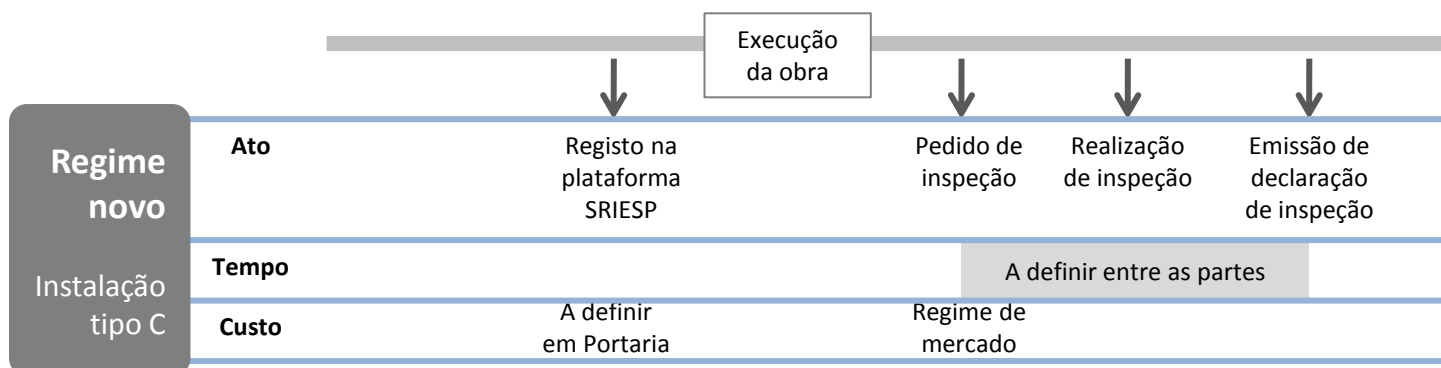 Execução
da obra
Regime
novo
Instalação
tipo C
Ato
Registo na
plataforma
SRIESP
Pedido de
inspeção
Realização
de inspeção
Emissão de
declaração
de inspeção
Tempo
A definir entre as partes
Custo
A definir
em Portaria
Regime de
mercado